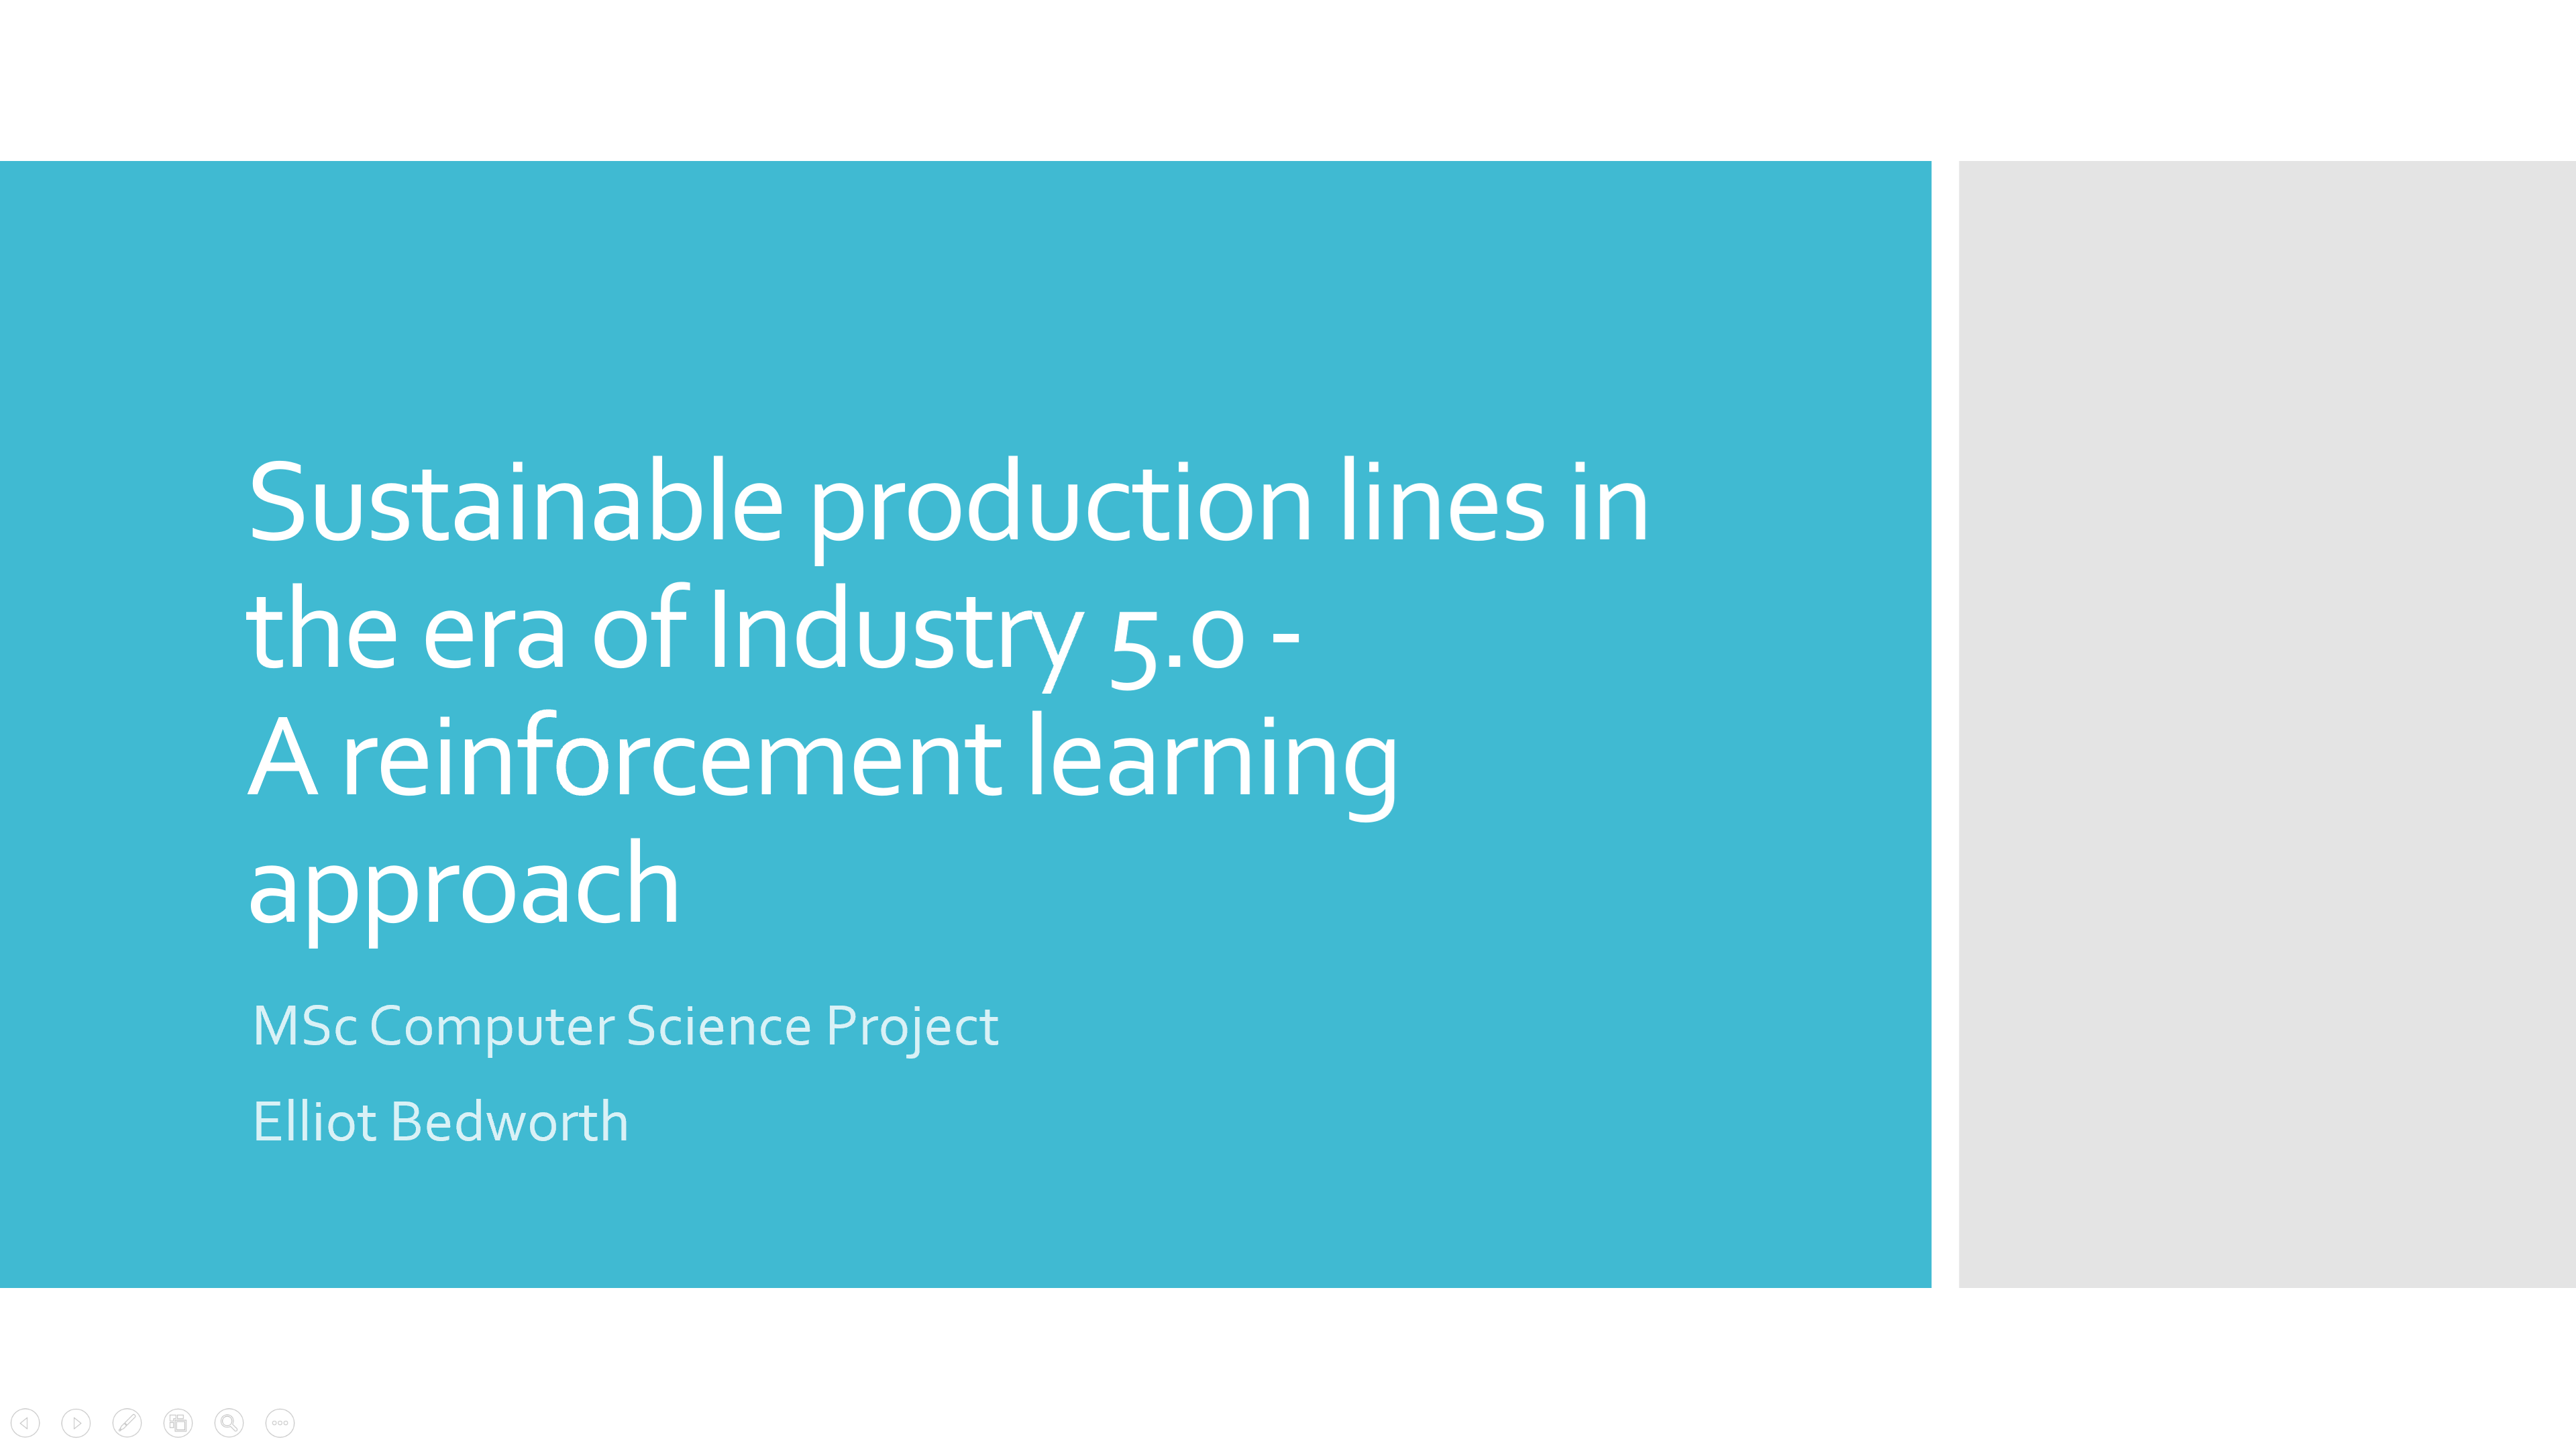 Sustainable production lines in
the era of Industry 5.0 -
A reinforcement learning
approach
MSc Computer Science Project
Elliot Bedworth